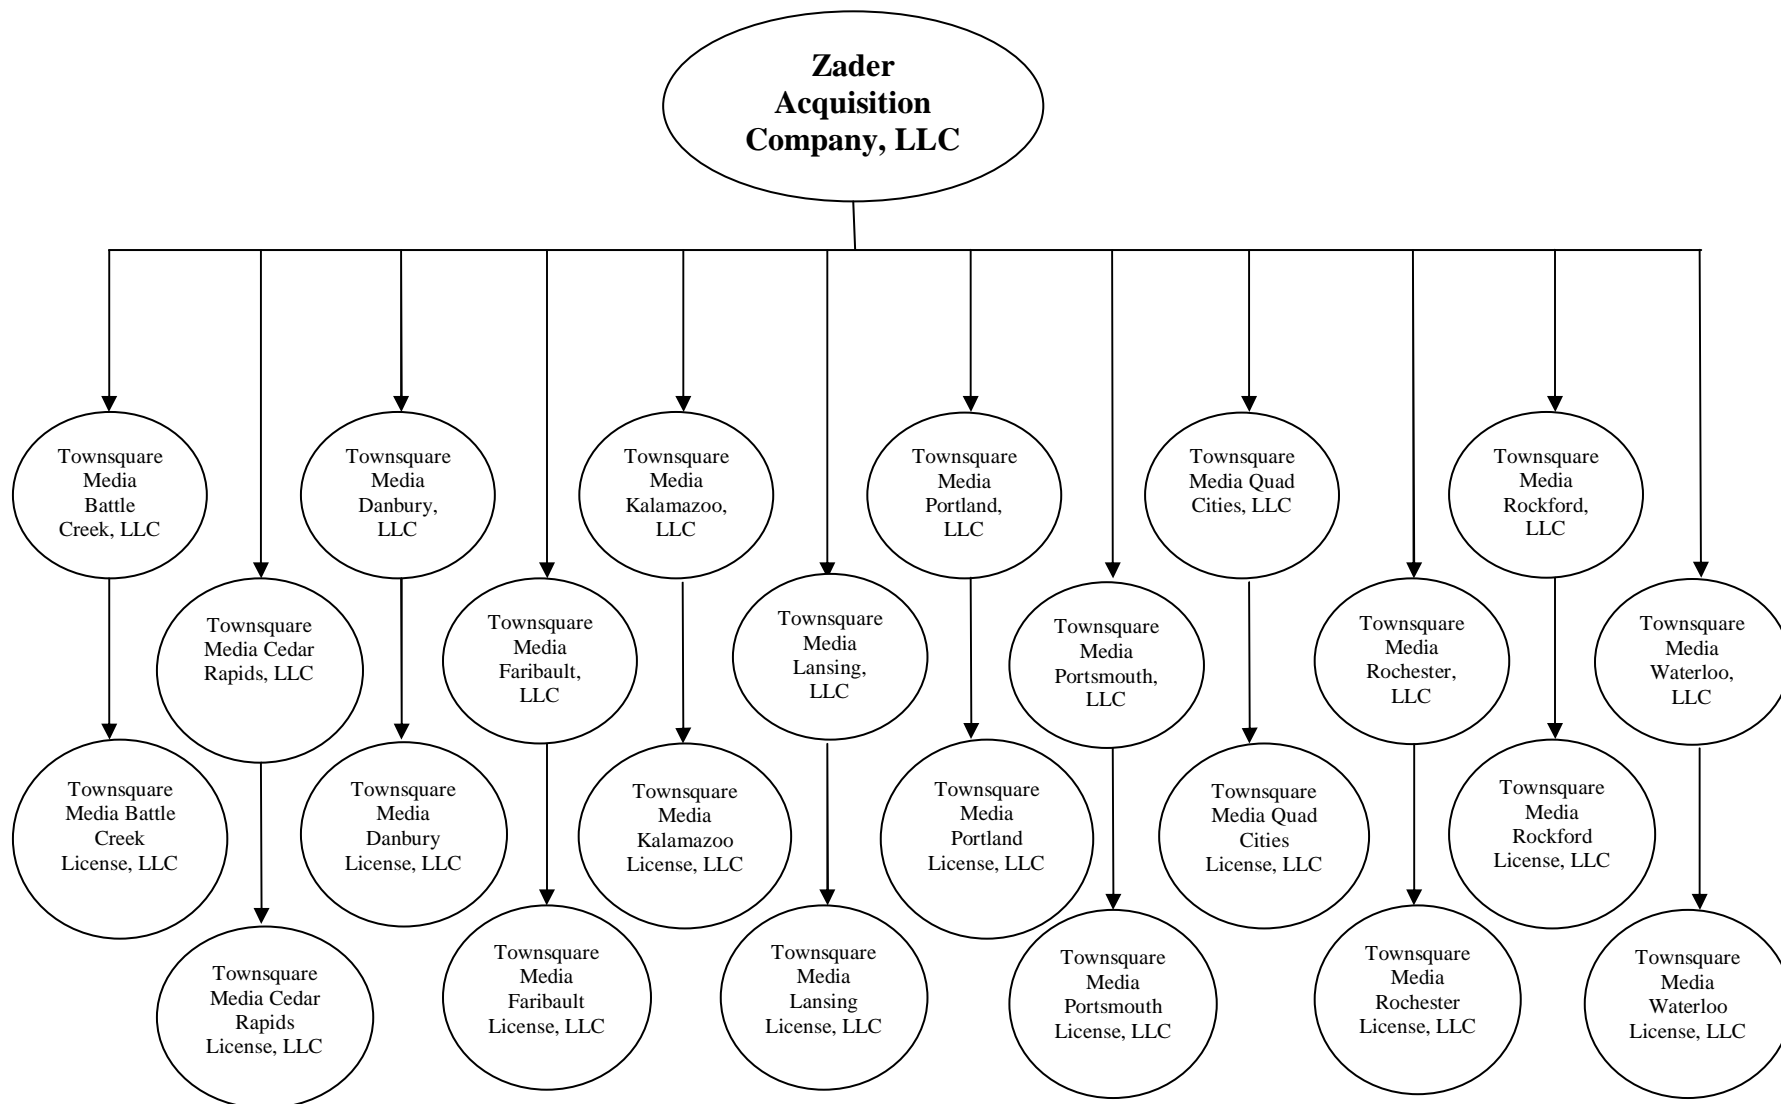 Zader
Acquisition
Company, LLC
Townsquare
Media
Battle
Creek, LLC
Townsquare
Media
Danbury,
LLC
Townsquare
Media
Kalamazoo,
LLC
Townsquare
Media
Portland,
LLC
Townsquare
Media Quad
Cities, LLC
Townsquare
Media
Rockford,
LLC
Townsquare
Media Cedar
Rapids, LLC
Townsquare
Media
Faribault,
LLC
Townsquare
Media
Lansing,
LLC
Townsquare
Media
Portsmouth,
LLC
Townsquare
Media
Rochester,
LLC
Townsquare
Media
Waterloo,
LLC
Townsquare
Media Battle
Creek
License, LLC
Townsquare
Media
Danbury
License, LLC
Townsquare
Media
Kalamazoo
License, LLC
Townsquare
Media
Portland
License, LLC
Townsquare
Media Quad
Cities
License, LLC
Townsquare
Media
Rockford
License, LLC
Townsquare
Media Cedar
Rapids
License, LLC
Townsquare
Media
Faribault
License, LLC
Townsquare
Media
Lansing
License, LLC
Townsquare
Media
Portsmouth
License, LLC
Townsquare
Media
Rochester
License, LLC
Townsquare
Media
Waterloo
License, LLC